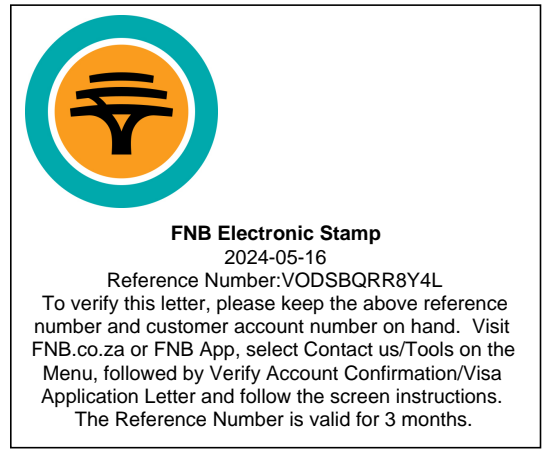 FNB Electronic Stamp
2024-05-16
Reference Number:VODSBQRR8Y4L
To verify this letter, please keep the above reference
number and customer account number on hand.  Visit
FNB.co.za or FNB App, select Contact us/Tools on the
Menu, followed by Verify Account Confirmation/Visa
Application Letter and follow the screen instructions.
The Reference Number is valid for 3 months.